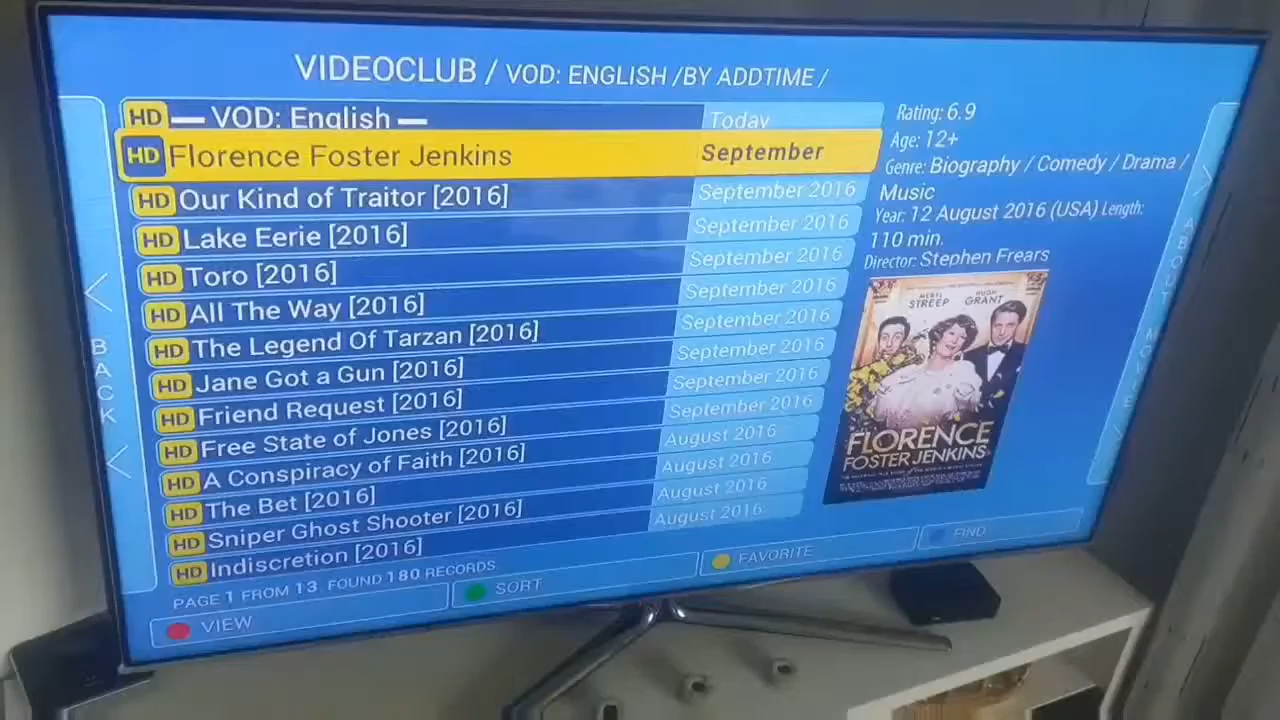 VIDEOCLUB / VOD: ENGLISH /BY ADDTIME /
HD — VOD: English — Today
HD Florence Foster Jenkins September
HD Our Kind of Traitor [2016] September 2016
HD Lake Eerie [2016] September 2016
HD Toro [2016] September 2016
HD All The Way [2016] September 2016
HD The Legend Of Tarzan [2016] September 2016
HD Jane Got a Gun [2016] September 2016
HD Friend Request [2016] September 2016
HD Free State of Jones [2016] September 2016
HD A Conspiracy of Faith [2016] August 2016
HD The Bet [2016] August 2016
HD Sniper Ghost Shooter [2016] August 2016
HD Indiscretion [2016] August 2016
PAGE 1 FROM 13. FOUND 180 RECORDS
VIEW
SORT
FAVORITE
FIND
BACK
Rating: 6.9
Age: 12+
Genre: Biography / Comedy / Drama /
Music
Year: 12 August 2016 (USA) Length:
110 min.
Director: Stephen Frears
MERYL STREEP
HUGH GRANT
FLORENCE
FOSTER JENKINS
ABOUT MOVIE